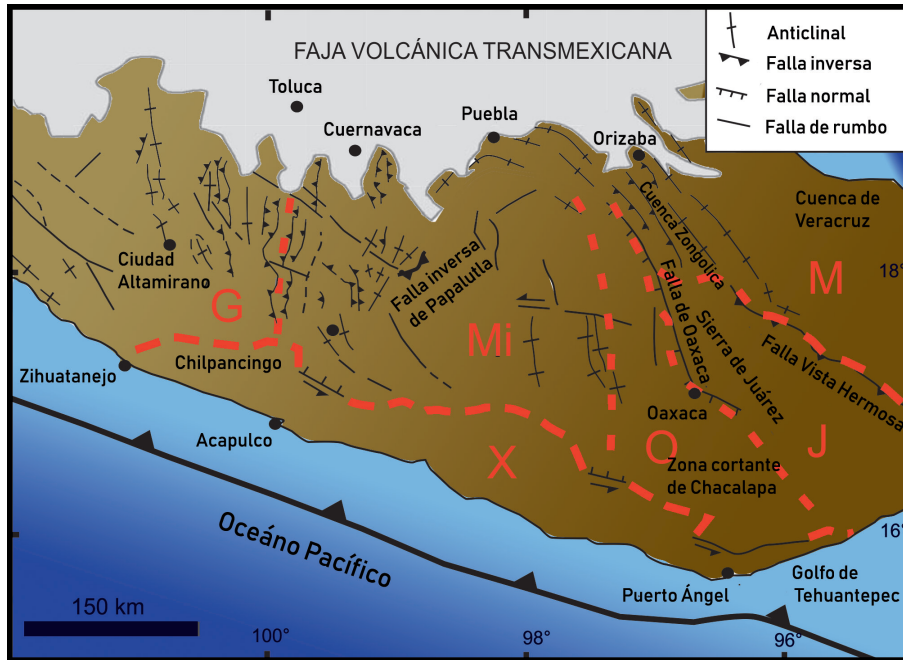 Anticlinal
Falla inversa
Falla normal
Falla de rumbo
FAJA VOLCÁNICA TRANSMEXICANA
Toluca
Cuernavaca
Puebla
Orizaba
Cuenca de
Veracruz
Cuenca Zongolica
Ciudad
Altamirano
Falla inversa
de Papalutla
18°
M
G
Mi
Falla de Oaxaca
Sierra de Juárez
Falla Vista Hermosa
Zihuatanejo
Chilpancingo
Acapulco
Oaxaca
X
O
J
Zona cortante
de Chacalapa
16°
Oceáno Pacífico
Puerto Ángel
Golfo de
Tehuantepec
150 km
100°
98°
96°